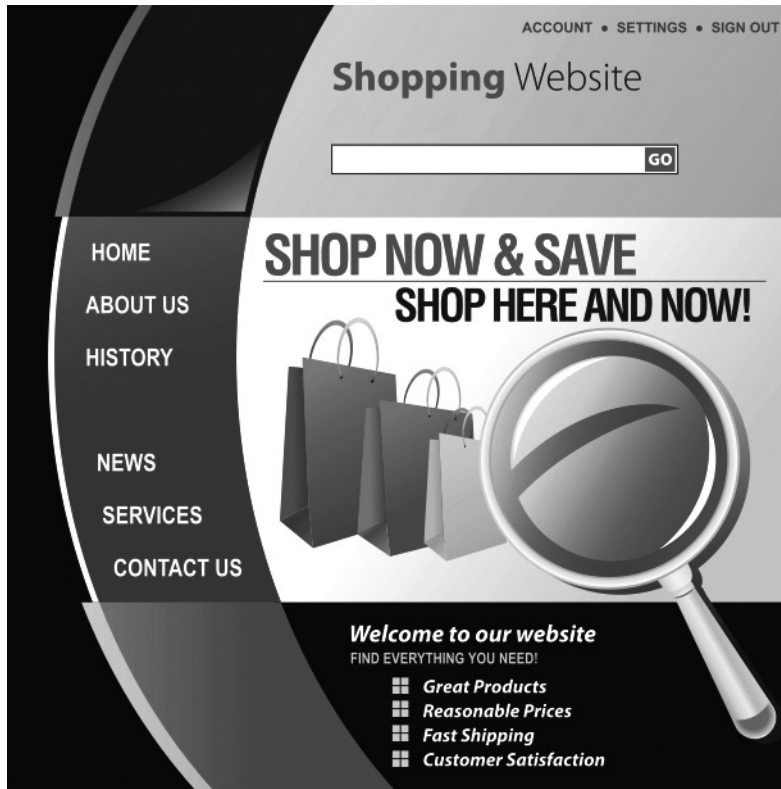 ACCOUNT • SETTINGS • SIGN OUT
Shopping Website
GO
HOME
ABOUT US
HISTORY
NEWS
SERVICES
CONTACT US
SHOP NOW & SAVE
SHOP HERE AND NOW!
Welcome to our website
FIND EVERYTHING YOU NEED!
Great Products
Reasonable Prices
Fast Shipping
Customer Satisfaction